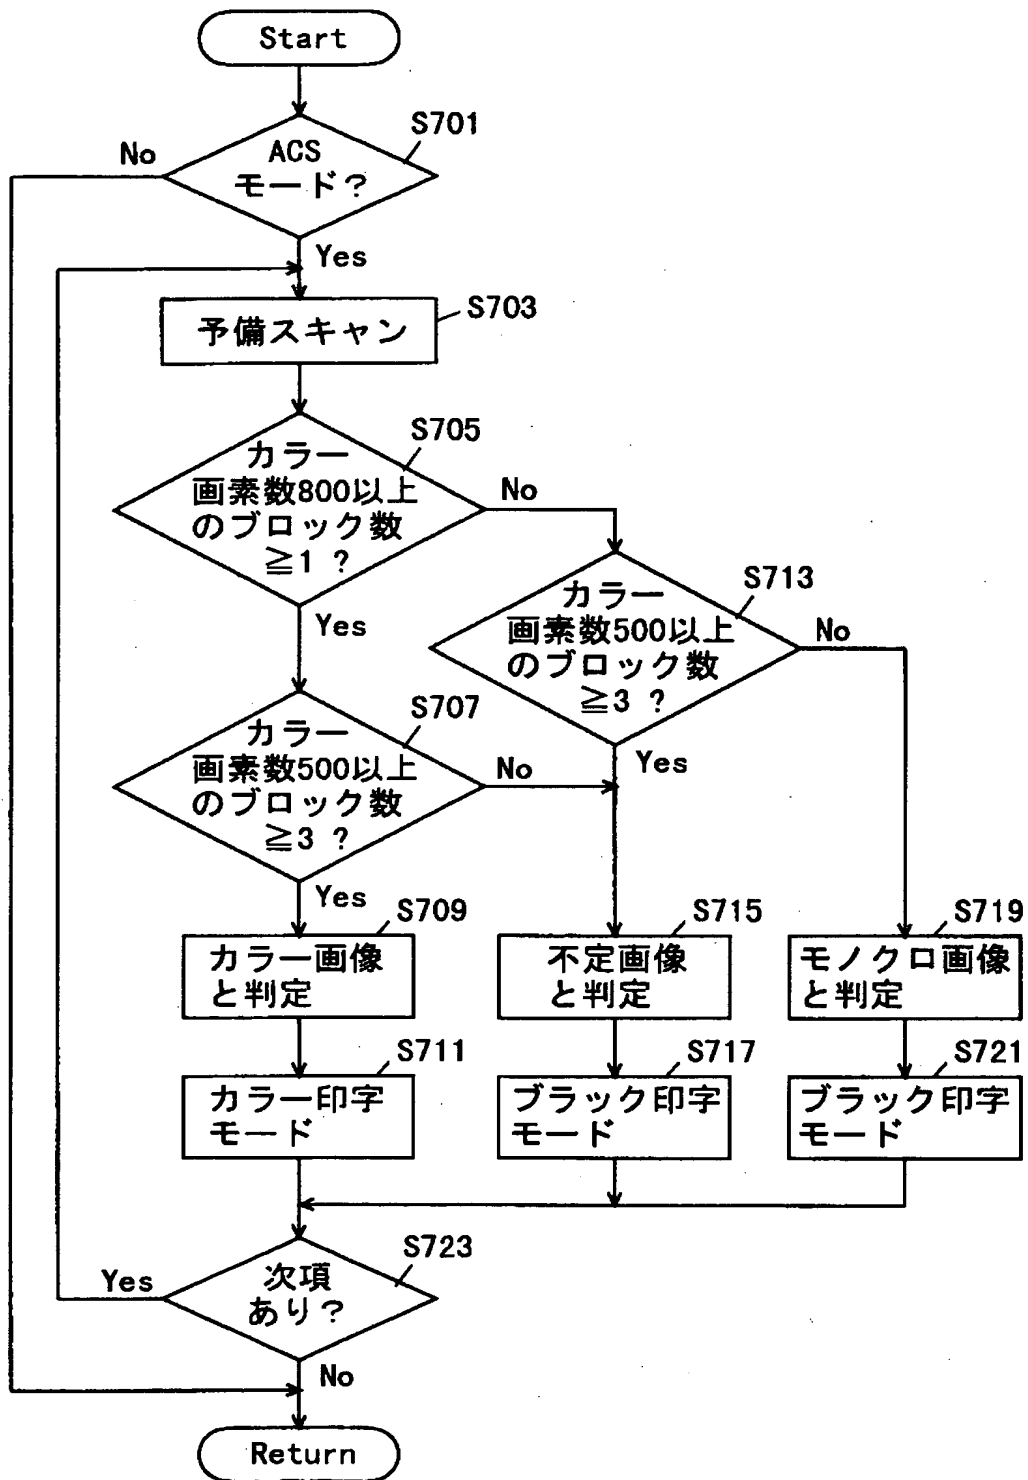 Start
S701
ACS
モード?
No
Yes
S703
予備スキャン
S705
カラー
画素数800以上
のブロック数
≧1 ?
No
Yes
S713
カラー
画素数500以上
のブロック数
≧3 ?
No
Yes
S707
カラー
画素数500以上
のブロック数
≧3 ?
No
Yes
S709
カラー画像
と判定
S715
不定画像
と判定
S719
モノクロ画像
と判定
S711
カラー印字
モード
S717
ブラック印字
モード
S721
ブラック印字
モード
S723
次項
あり?
Yes
No
Return